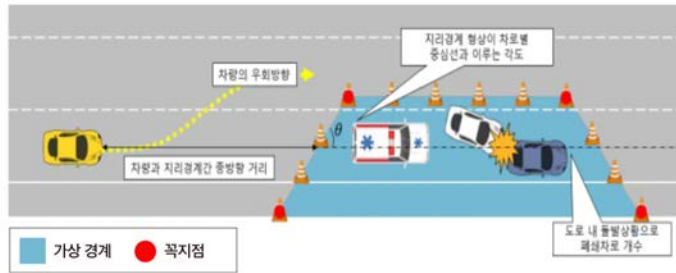 지리경계 형상이 차로별
중심선과 이루는 각도
차량의 우회방향
θ
차량과 지리경계간 종방향 거리
도로 내 돌발상황으로
폐쇄차로 개수
가상 경계
꼭지점